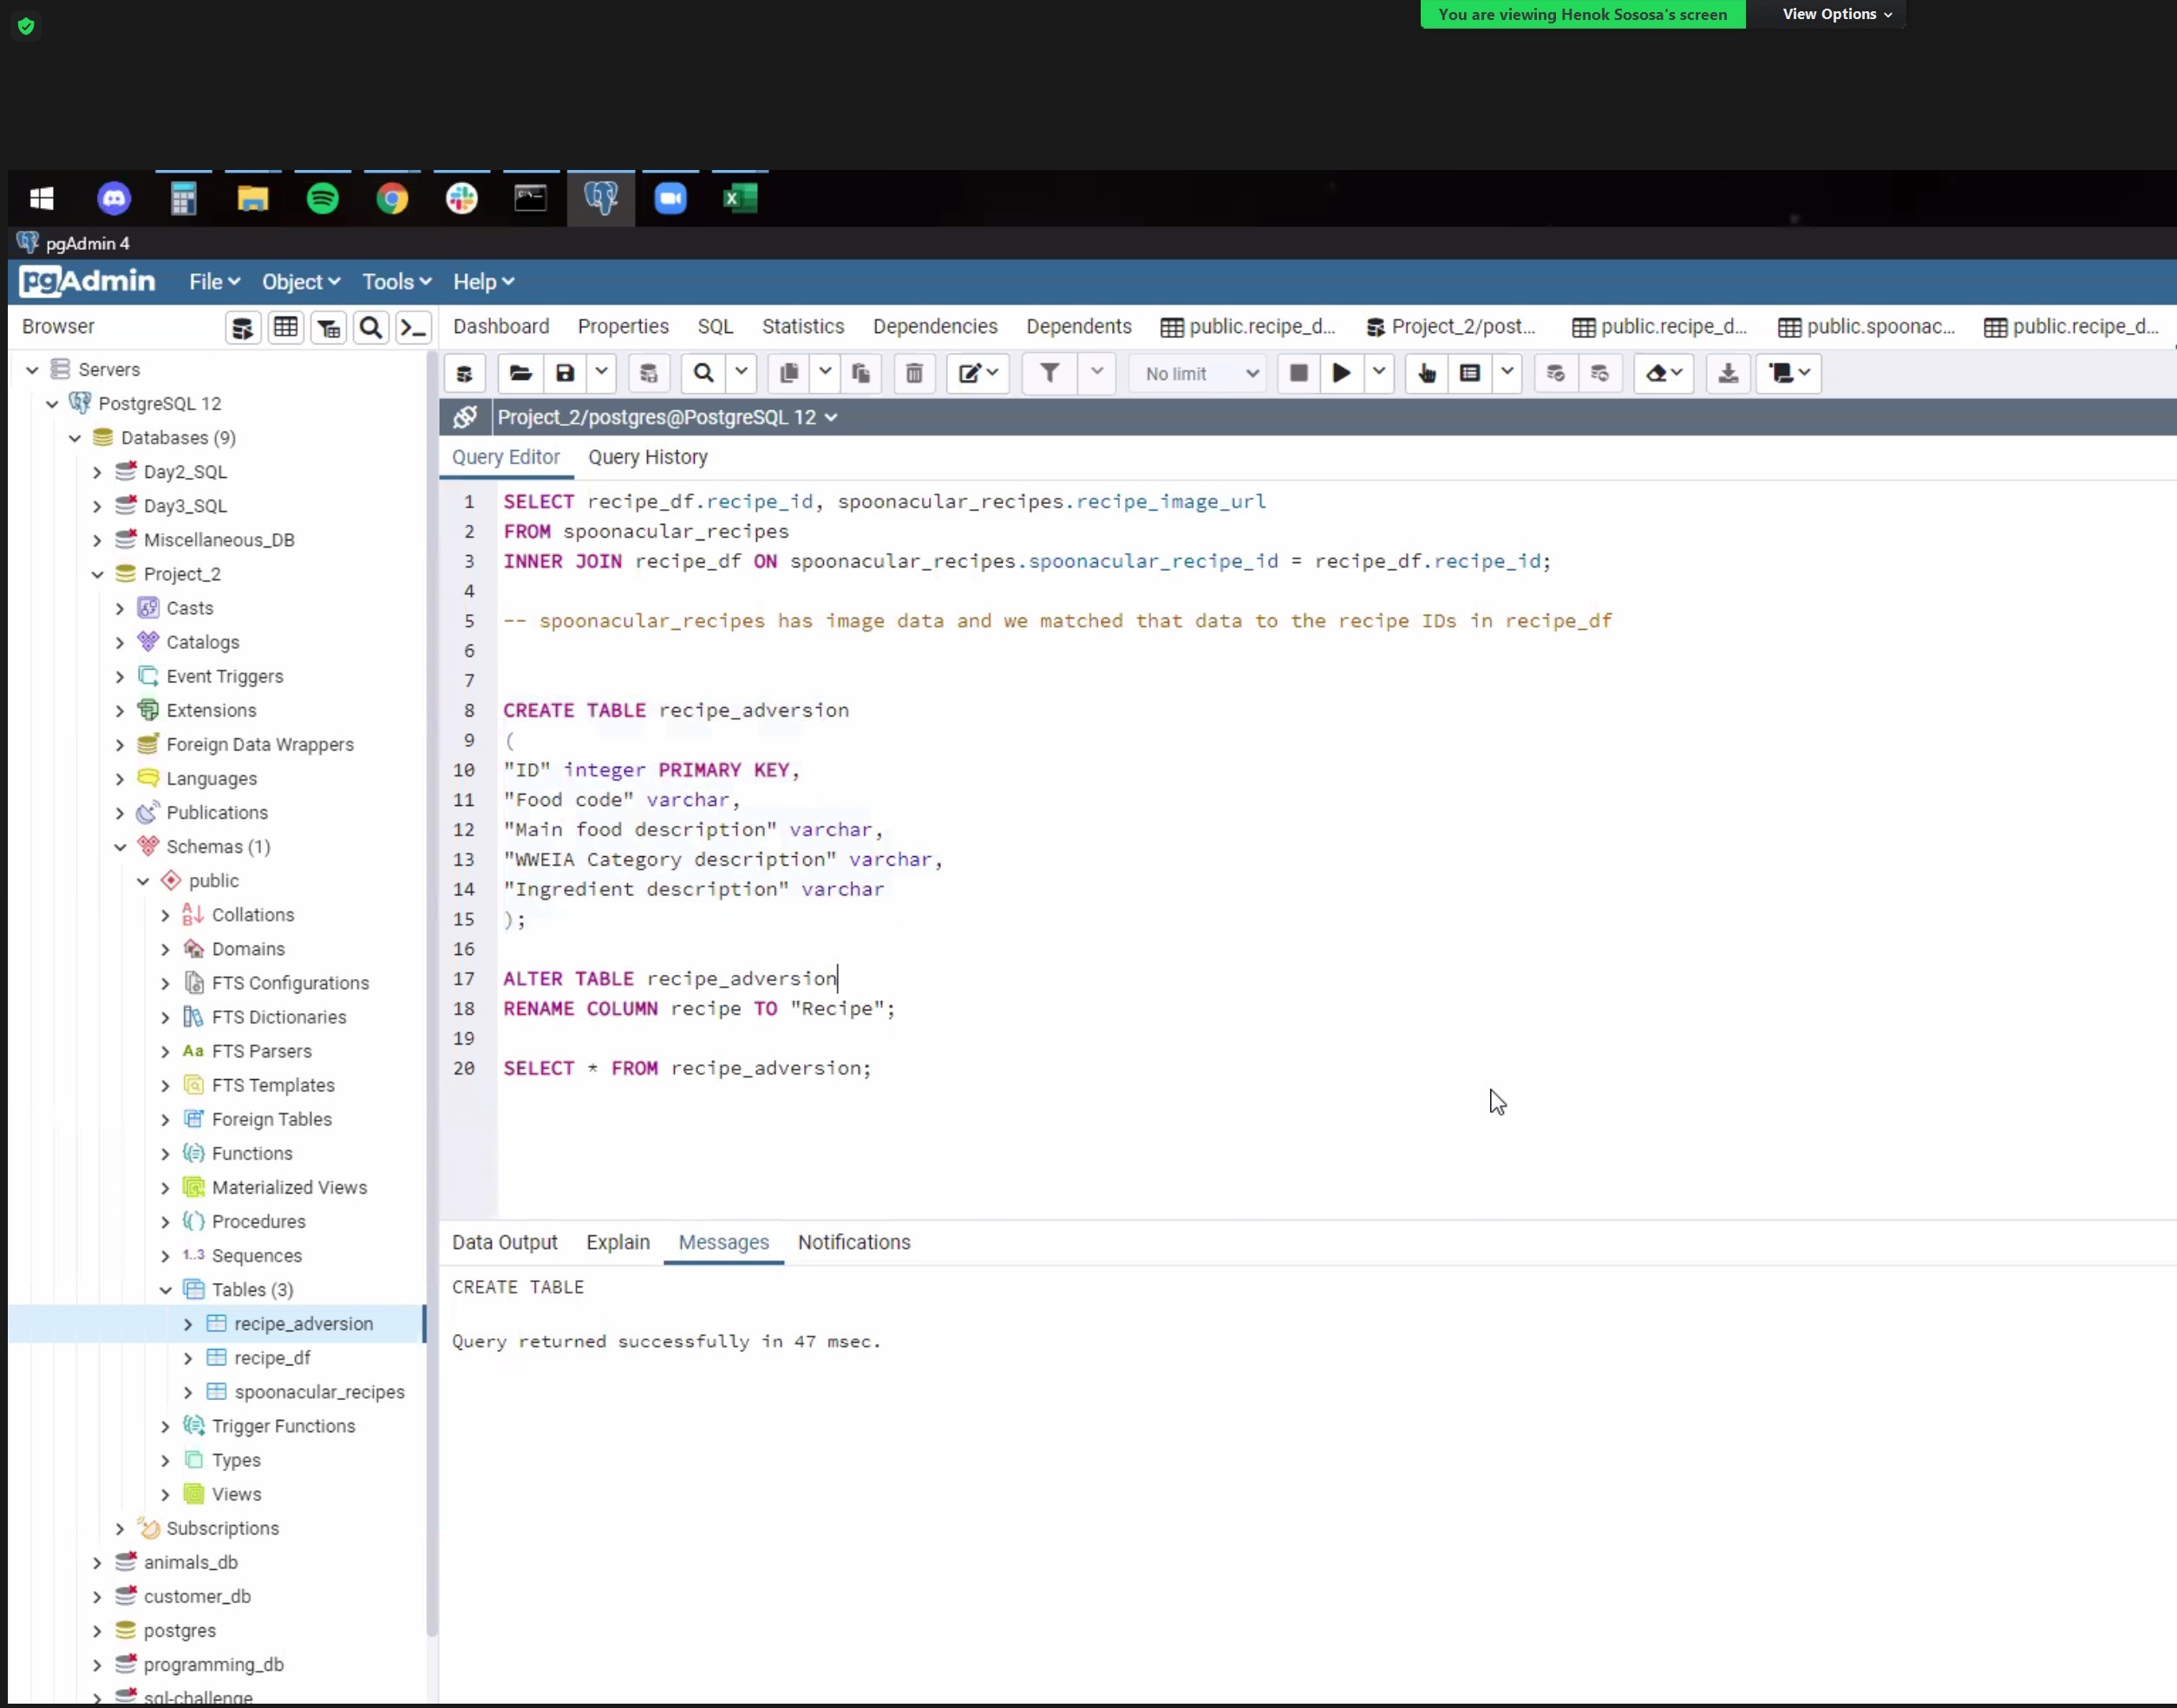 You are viewing Henok Sososa's screen View Options
pgAdmin 4
pgAdmin File Object Tools Help
Browser
Dashboard Properties SQL Statistics Dependencies Dependents public.recipe_d... Project_2/post... public.recipe_d... public.spoonac... public.recipe_d...
No limit
Project_2/postgres@PostgreSQL 12
Query Editor Query History
Servers
PostgreSQL 12
Databases (9)
Day2_SQL
Day3_SQL
Miscellaneous_DB
Project_2
Casts
Catalogs
Event Triggers
Extensions
Foreign Data Wrappers
Languages
Publications
Schemas (1)
public
Collations
Domains
FTS Configurations
FTS Dictionaries
Aa FTS Parsers
FTS Templates
Foreign Tables
Functions
Materialized Views
Procedures
1..3 Sequences
Tables (3)
recipe_adversion
recipe_df
spoonacular_recipes
Trigger Functions
Types
Views
Subscriptions
animals_db
customer_db
postgres
programming_db
sql-challenge
1 SELECT recipe_df.recipe_id, spoonacular_recipes.recipe_image_url
2 FROM spoonacular_recipes
3 INNER JOIN recipe_df ON spoonacular_recipes.spoonacular_recipe_id = recipe_df.recipe_id;
4
5 -- spoonacular_recipes has image data and we matched that data to the recipe IDs in recipe_df
6
7
8 CREATE TABLE recipe_adversion
9 (
10 "ID" integer PRIMARY KEY,
11 "Food code" varchar,
12 "Main food description" varchar,
13 "WWEIA Category description" varchar,
14 "Ingredient description" varchar
15 );
16
17 ALTER TABLE recipe_adversion
18 RENAME COLUMN recipe TO "Recipe";
19
20 SELECT * FROM recipe_adversion;
Data Output Explain Messages Notifications
CREATE TABLE
Query returned successfully in 47 msec.